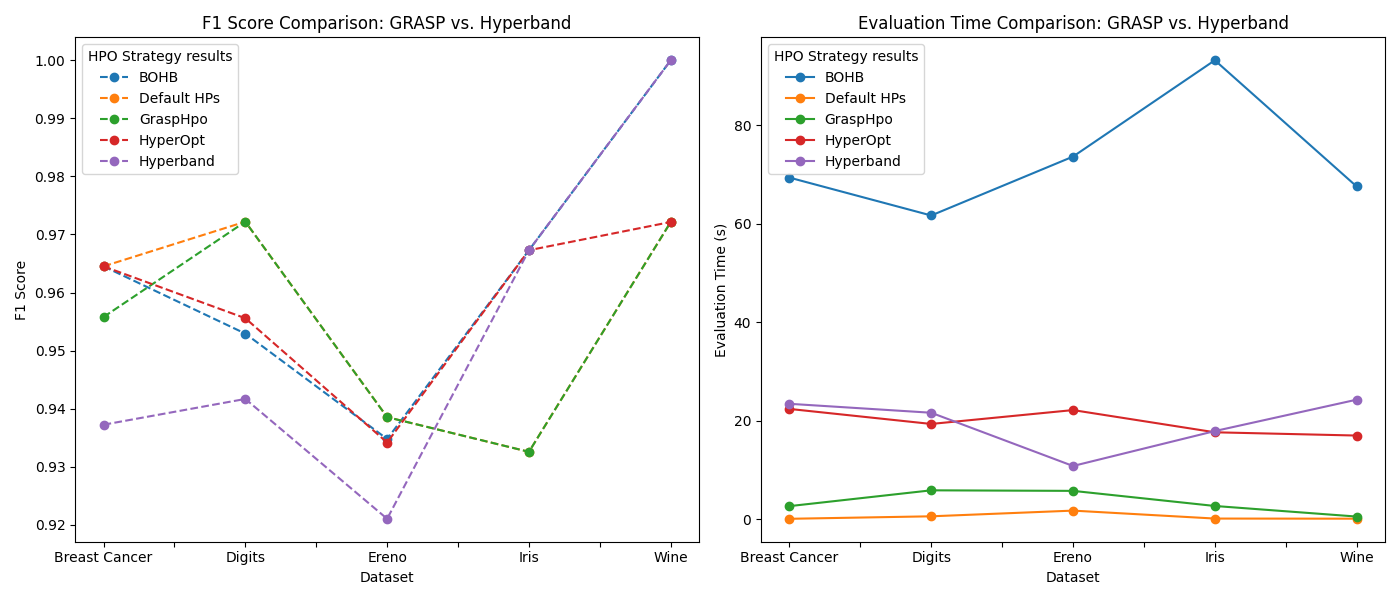 F1 Score Comparison: GRASP vs. Hyperband
HPO Strategy results
BOHB
Default HPs
GraspHpo
HyperOpt
Hyperband
1.00
0.99
0.98
0.97
0.96
0.95
0.94
0.93
0.92
F1 Score
Breast Cancer
Digits
Ereno
Iris
Wine
Dataset
Evaluation Time Comparison: GRASP vs. Hyperband
HPO Strategy results
BOHB
Default HPs
GraspHpo
HyperOpt
Hyperband
80
60
40
20
0
Evaluation Time (s)
Breast Cancer
Digits
Ereno
Iris
Wine
Dataset